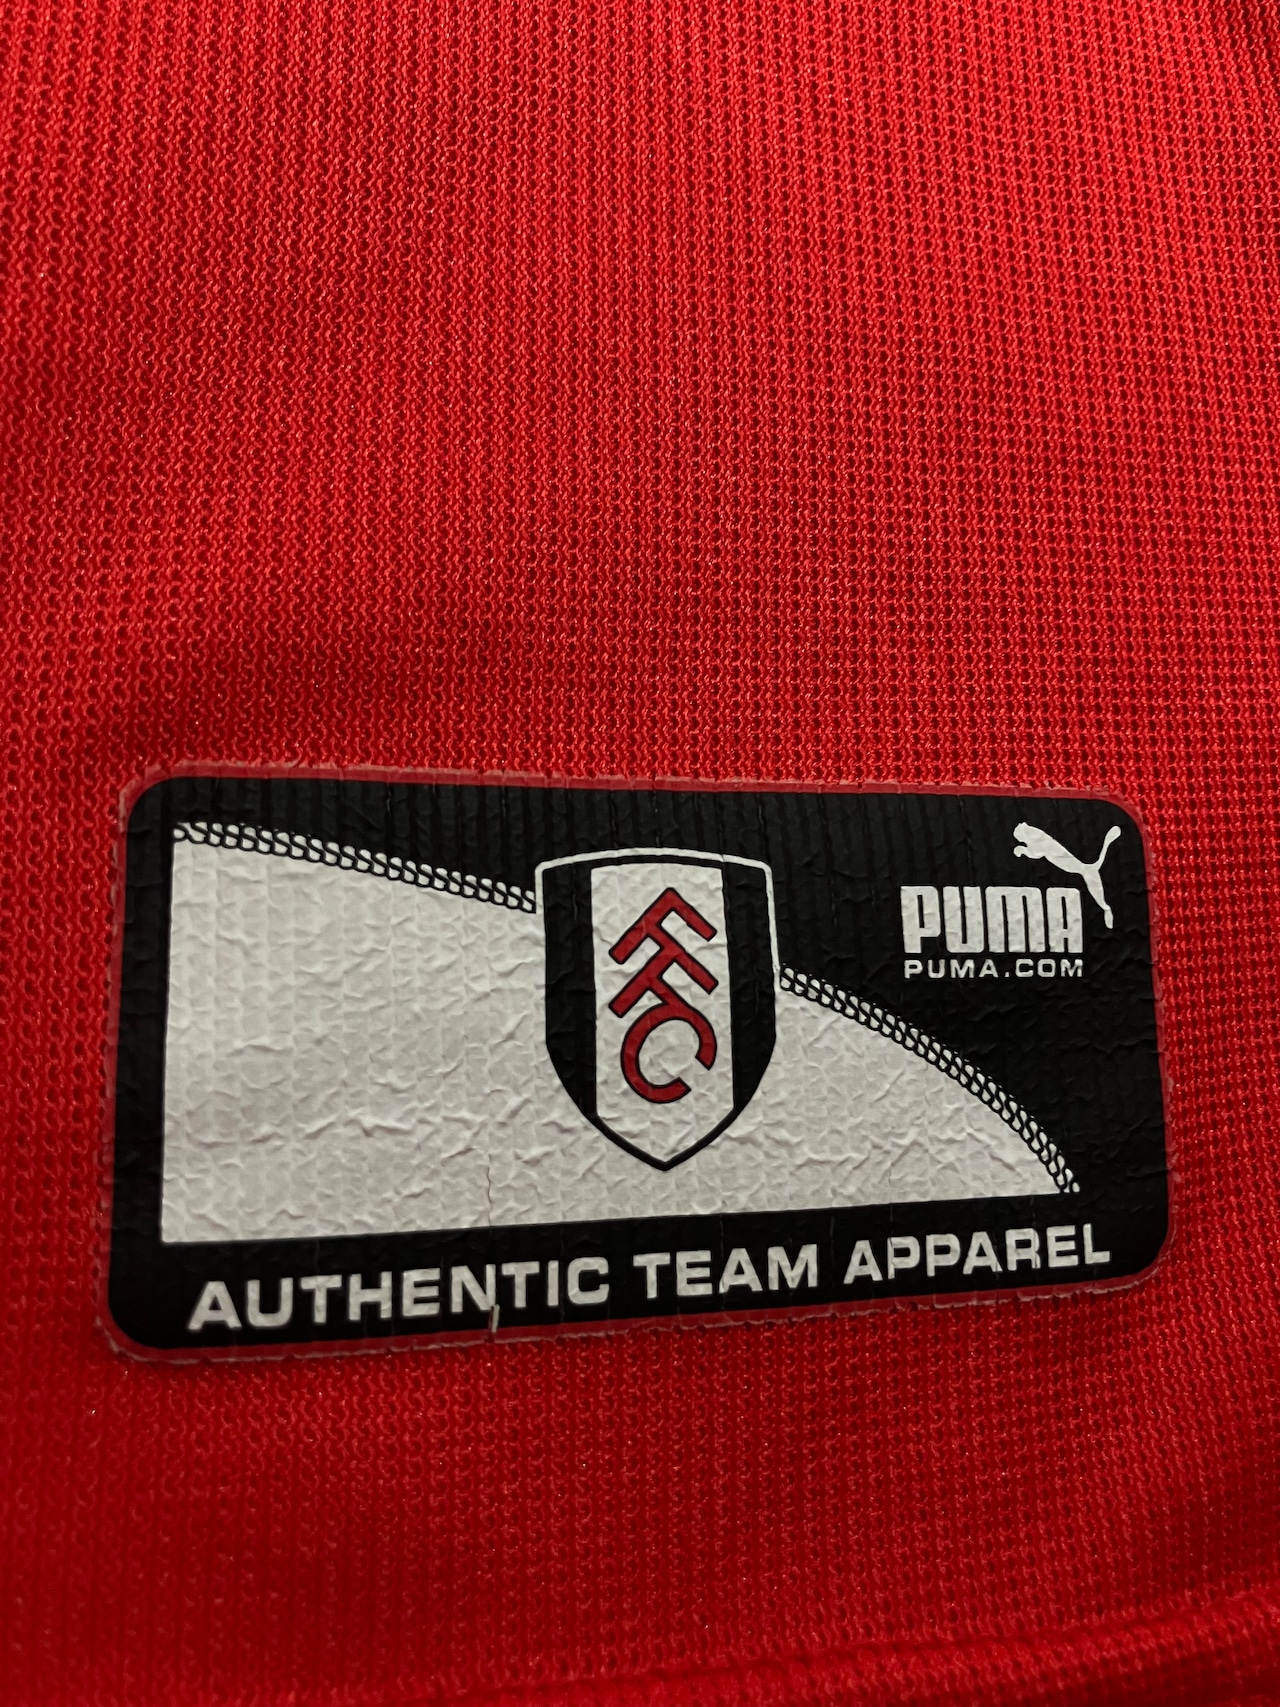 PUMA
PUMA.COM
FFC
AUTHENTIC TEAM APPAREL